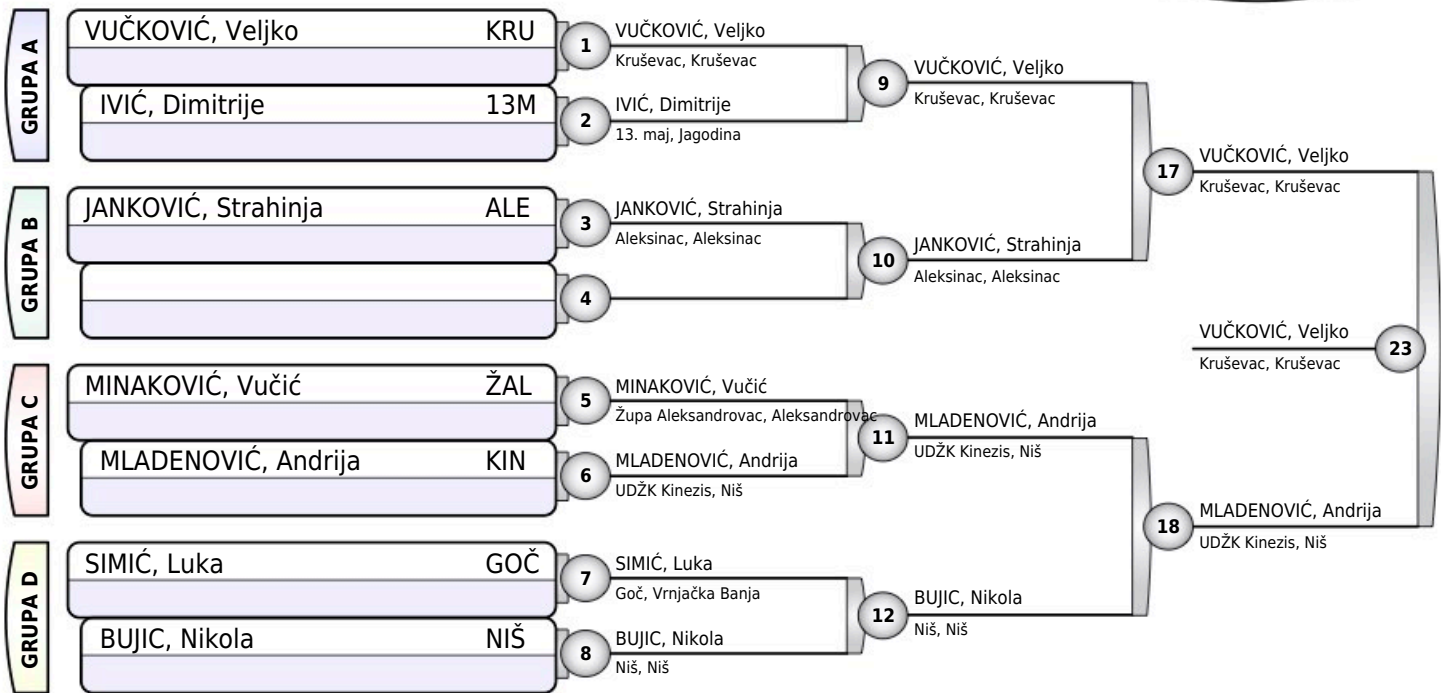 GRUPA A
VUČKOVIĆ, Veljko KRU
IVIĆ, Dimitrije 13M
1
VUČKOVIĆ, Veljko
Kruševac, Kruševac
2
IVIĆ, Dimitrije
13. maj, Jagodina
9
VUČKOVIĆ, Veljko
Kruševac, Kruševac
GRUPA B
JANKOVIĆ, Strahinja ALE
3
JANKOVIĆ, Strahinja
Aleksinac, Aleksinac
4
10
JANKOVIĆ, Strahinja
Aleksinac, Aleksinac
17
VUČKOVIĆ, Veljko
Kruševac, Kruševac
VUČKOVIĆ, Veljko
Kruševac, Kruševac
23
GRUPA C
MINAKOVIĆ, Vučić ŽAL
MLADENOVIĆ, Andrija KIN
5
MINAKOVIĆ, Vučić
Župa Aleksandrovac, Aleksandrovac
6
MLADENOVIĆ, Andrija
UDŽK Kinezis, Niš
11
MLADENOVIĆ, Andrija
UDŽK Kinezis, Niš
GRUPA D
SIMIĆ, Luka GOČ
BUJIC, Nikola NIŠ
7
SIMIĆ, Luka
Goč, Vrnjačka Banja
8
BUJIC, Nikola
Niš, Niš
12
BUJIC, Nikola
Niš, Niš
18
MLADENOVIĆ, Andrija
UDŽK Kinezis, Niš